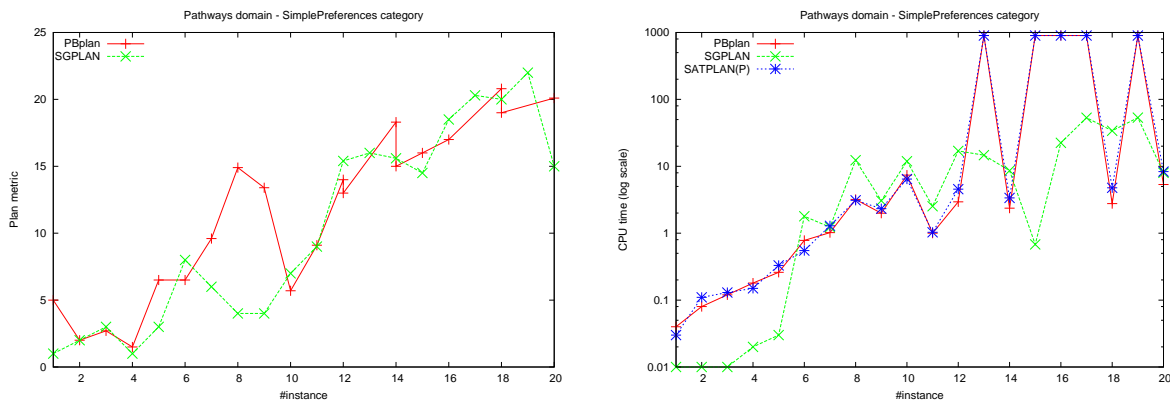 Pathways domain - SimplePreferences category
25
20
15
10
5
0
Plan metric
PBplan
SGPLAN
2 4 6 8 10 12 14 16 18 20
#instance
Pathways domain - SimplePreferences category
1000
100
10
1
0.1
0.01
CPU time (log scale)
PBplan
SGPLAN
SATPLAN(P)
2 4 6 8 10 12 14 16 18 20
#instance